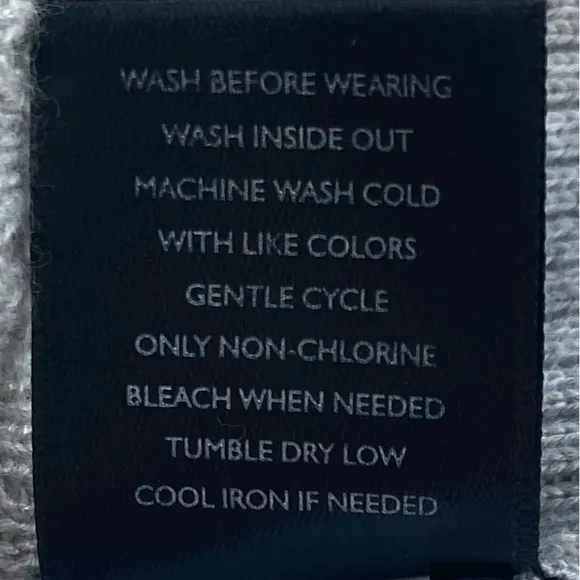 WASH BEFORE WEARING
WASH INSIDE OUT
MACHINE WASH COLD
WITH LIKE COLORS
GENTLE CYCLE
ONLY NON-CHLORINE
BLEACH WHEN NEEDED
TUMBLE DRY LOW
COOL IRON IF NEEDED